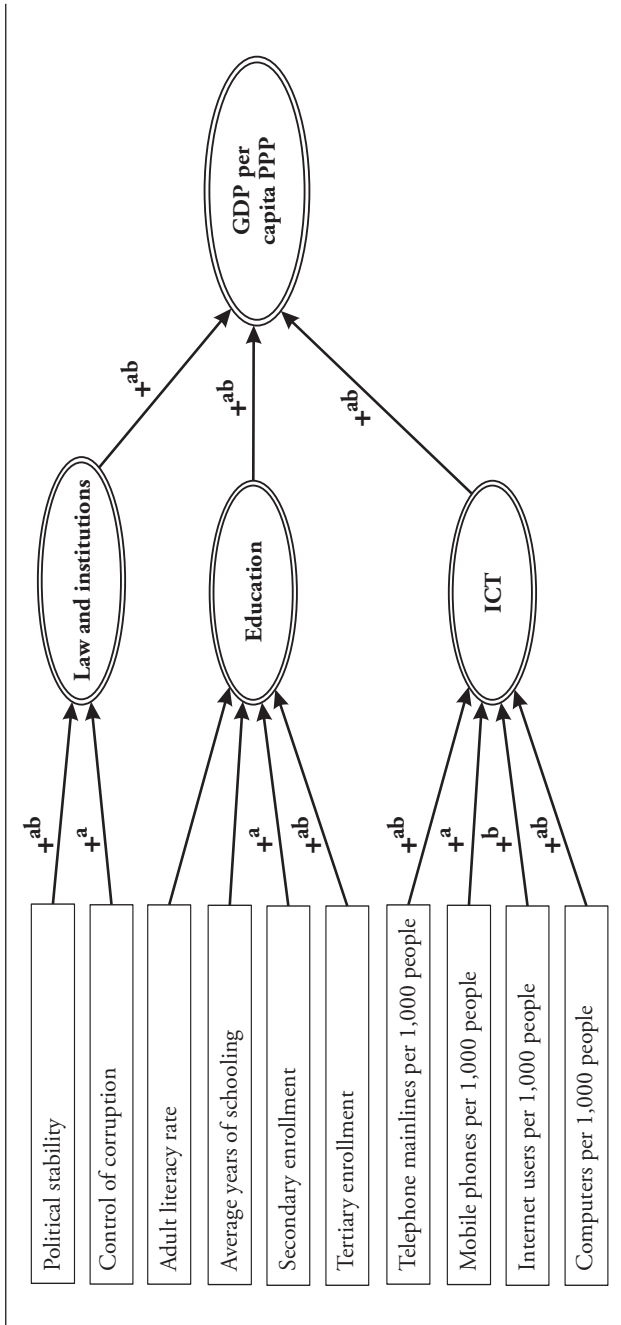 Political stability
Control of corruption
Adult literacy rate
Average years of schooling
Secondary enrollment
Tertiary enrollment
Telephone mainlines per 1,000 people
Mobile phones per 1,000 people
Internet users per 1,000 people
Computers per 1,000 people
+ab
+a
+a
+ab
+ab
+a
+b
+ab
Law and institutions
Education
ICT
+ab
+ab
+ab
GDP per
capita PPP